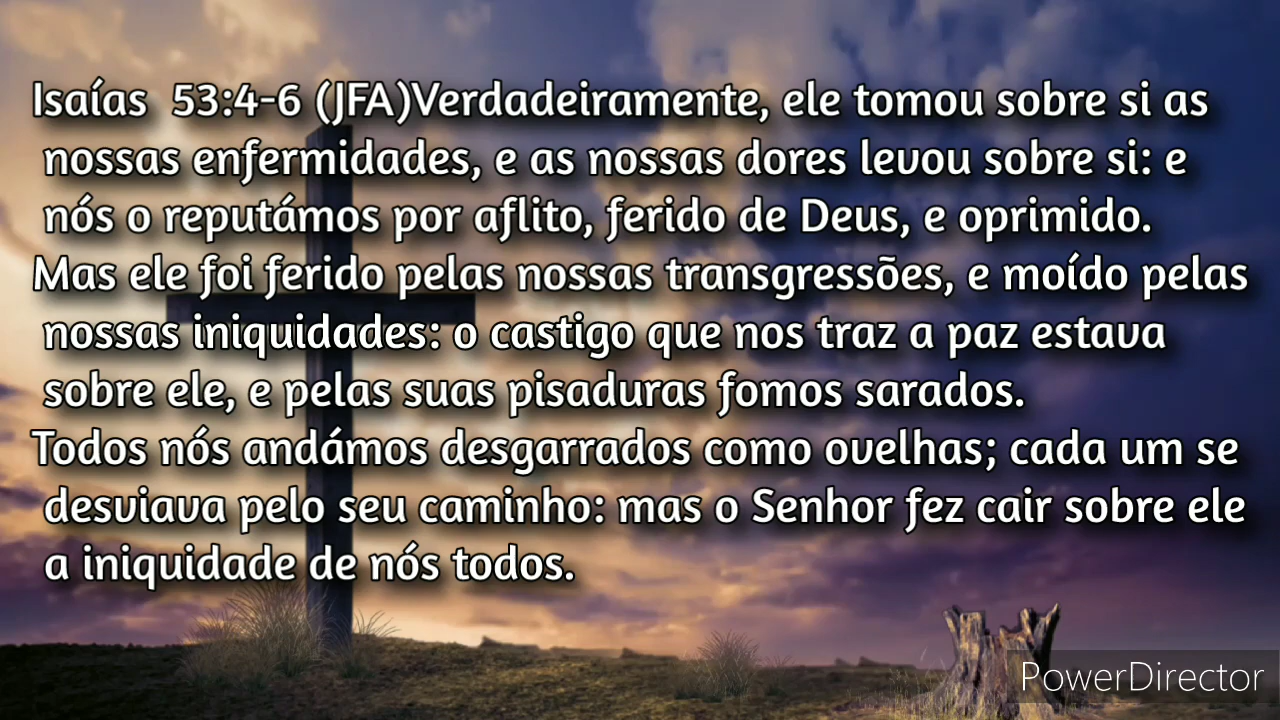 Isaías  53:4-6 (JFA)Verdadeiramente, ele tomou sobre si as
nossas enfermidades, e as nossas dores levou sobre si: e
nós o reputámos por aflito, ferido de Deus, e oprimido.
Mas ele foi ferido pelas nossas transgressões, e moído pelas
nossas iniquidades: o castigo que nos traz a paz estava
sobre ele, e pelas suas pisaduras fomos sarados.
Todos nós andámos desgarrados como ovelhas; cada um se
desviava pelo seu caminho: mas o Senhor fez cair sobre ele
a iniquidade de nós todos.
PowerDirector